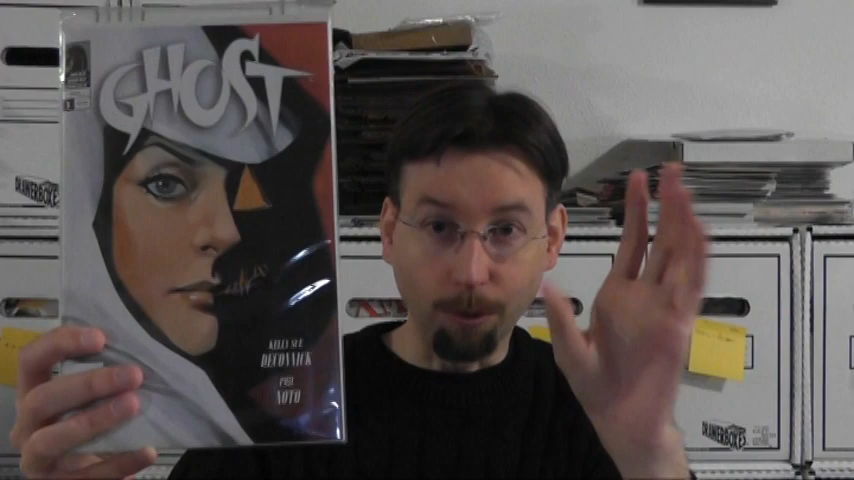 GHOST
KELLY SUE
DECONNICK
PHIL
NOTO
DRAWERBOXES
DRAWERBOXES